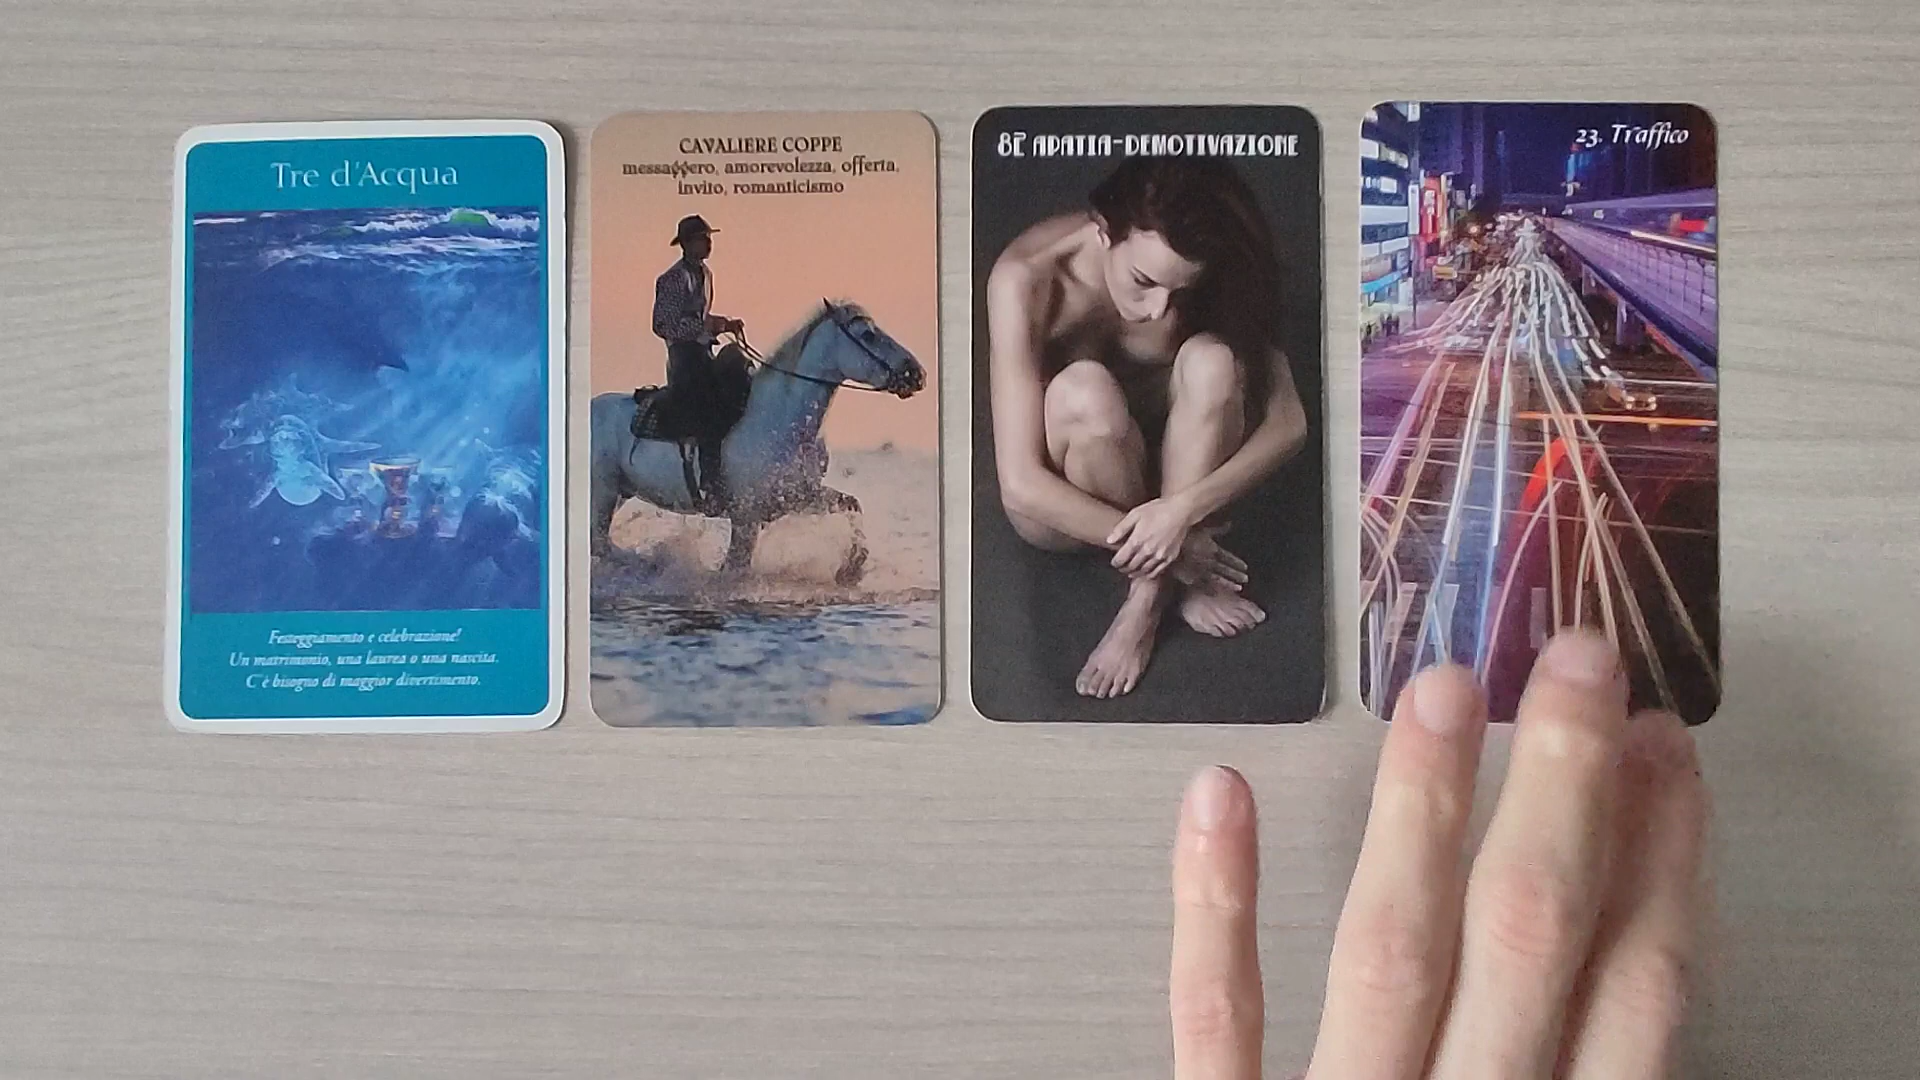 Tre d'Acqua
Festeggiamento e celebrazione!
Un matrimonio, una laurea o una nascita.
C'è bisogno di maggior divertimento.
CAVALIERE COPPE
messaggero, amorevolezza, offerta,
invito, romanticismo
82 APATIA-DEMOTIVAZIONE
23. Traffico